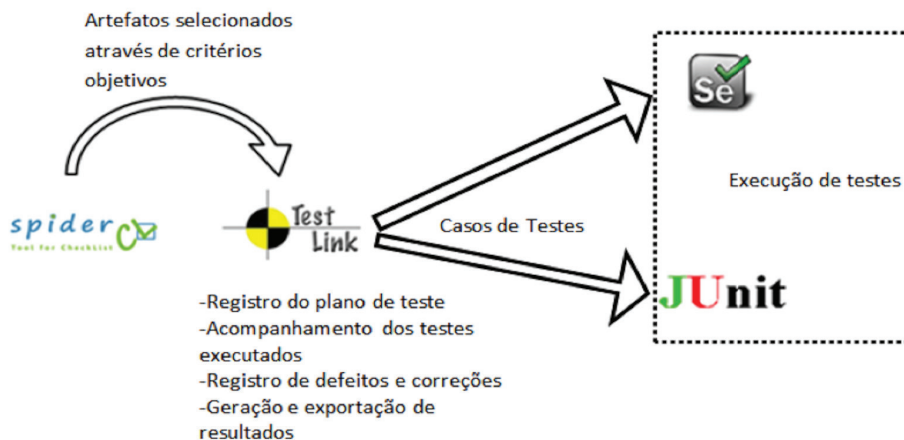 Artefatos selecionados
através de critérios
objetivos
Se
Execução de testes
spider
Tool for Checklist
Test
Link
Casos de Testes
JUnit
-Registro do plano de teste
-Acompanhamento dos testes
executados
-Registro de defeitos e correções
-Geração e exportação de
resultados